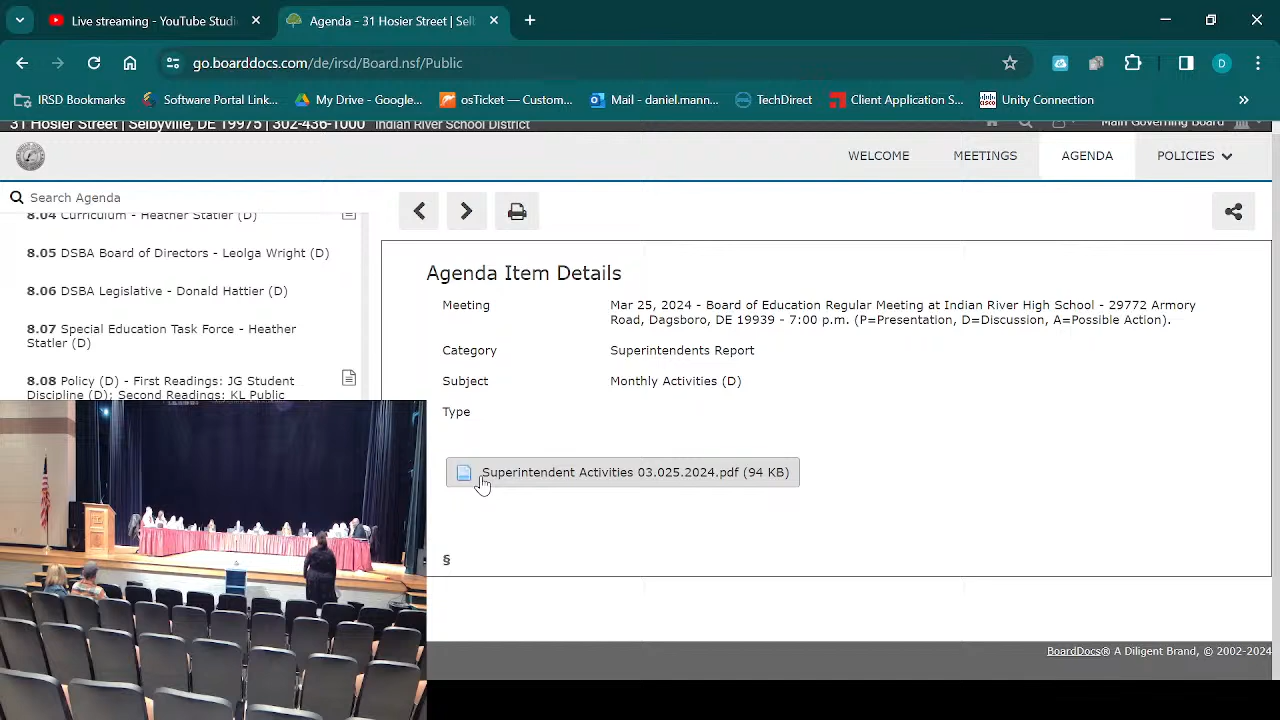 Live streaming - YouTube Studi
Agenda - 31 Hosier Street | Sell
go.boarddocs.com/de/irsd/Board.nsf/Public
D
IRSD Bookmarks
Software Portal Link...
My Drive - Google...
osTicket — Custom...
Mail - daniel.mann...
TechDirect
Client Application S...
Unity Connection
31 Hosier Street | Selbyville, DE 19975 | 302-436-1000 Indian River School District
Main Governing Board
WELCOME
MEETINGS
AGENDA
POLICIES
Search Agenda
8.04 Curriculum - Heather Statler (D)
8.05 DSBA Board of Directors - Leolga Wright (D)
8.06 DSBA Legislative - Donald Hattier (D)
8.07 Special Education Task Force - Heather
Statler (D)
8.08 Policy (D) - First Readings: JG Student
Discipline (D); Second Readings: KL Public
Agenda Item Details
Meeting
Mar 25, 2024 - Board of Education Regular Meeting at Indian River High School - 29772 Armory
Road, Dagsboro, DE 19939 - 7:00 p.m. (P=Presentation, D=Discussion, A=Possible Action).
Category
Superintendents Report
Subject
Monthly Activities (D)
Type
Superintendent Activities 03.025.2024.pdf (94 KB)
§
BoardDocs® A Diligent Brand, © 2002-2024